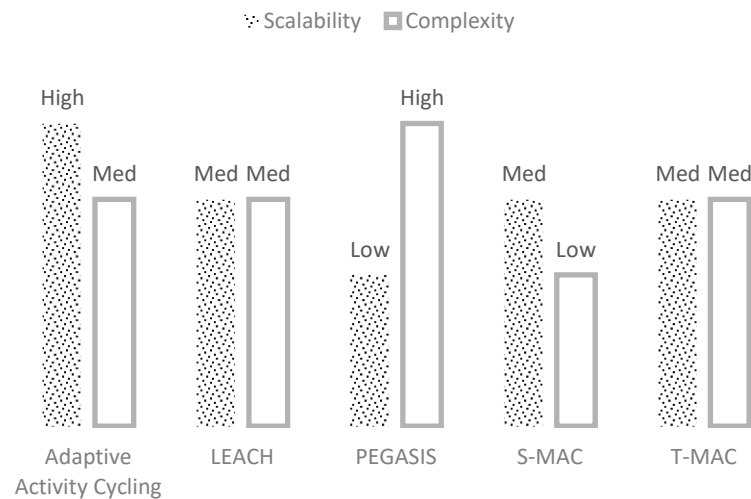 Scalability Complexity
High High
Med Med Med Med Med Med
Low Low
Adaptive Activity Cycling LEACH PEGASIS S-MAC T-MAC